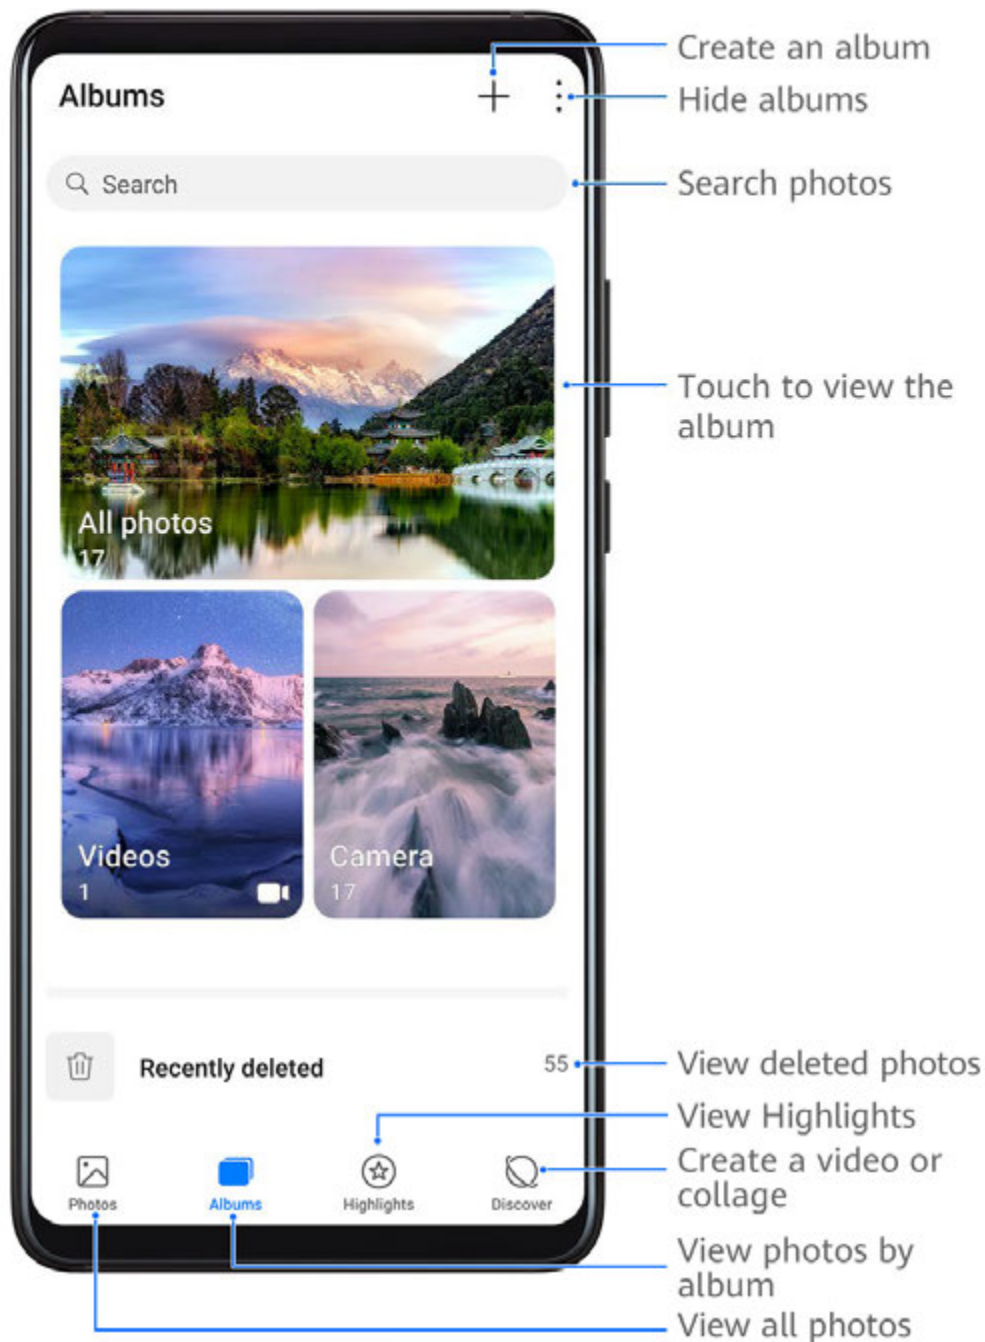 Create an album
Albums
Hide albums
Search
Search photos
Touch to view the
album
All photos
17
Videos
1
Camera
17
Recently deleted
55
View deleted photos
View Highlights
Create a video or
collage
Photos
Albums
Highlights
Discover
View photos by
album
View all photos